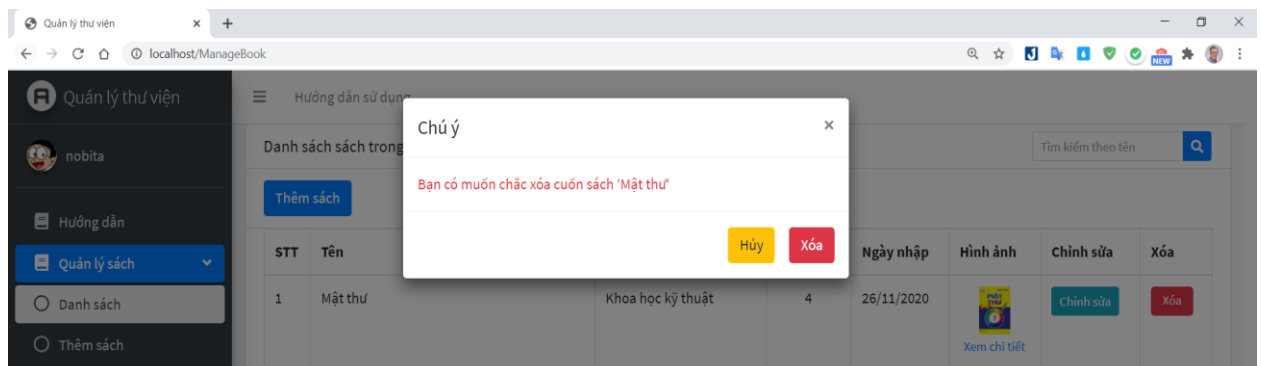 Quản lý thư viện
localhost/ManageBook
NEW
Quản lý thư viện
Hướng dẫn sử dụng
Chú ý
×
nobita
Danh sách sách trong
Tìm kiếm theo tên
Bạn có muốn chắc xóa cuốn sách 'Mật thư'
Thêm sách
Hướng dẫn
Hủy
Xóa
Quản lý sách
STT
Tên
Ngày nhập
Hình ảnh
Chỉnh sửa
Xóa
Danh sách
1
Mật thư
Khoa học kỹ thuật
4
26/11/2020
MẬT THƯ
Chỉnh sửa
Xóa
Thêm sách
Xem chi tiết